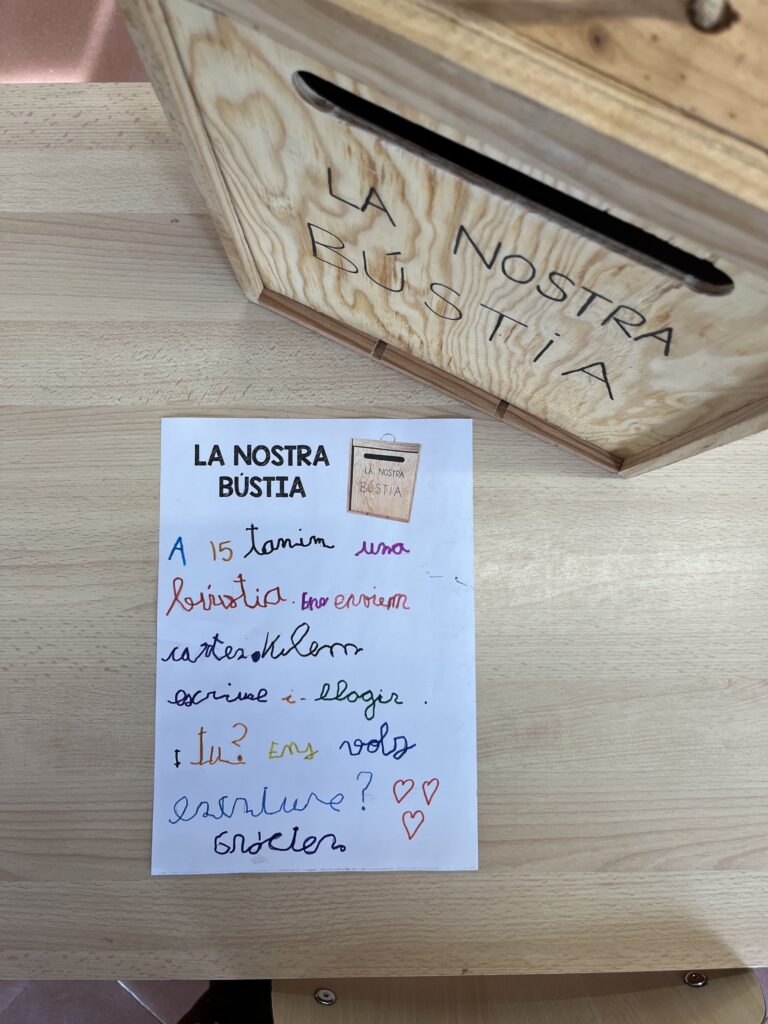 LA NOSTRA
BÚSTIA
LA NOSTRA
BÚSTIA
LA NOSTRA
BÚSTIA
A 15 tanim una
bústia. Ens enviem
cartes. Volem
escriure i llegir.
I tu? Ens vols
escriure?
Gràcies.